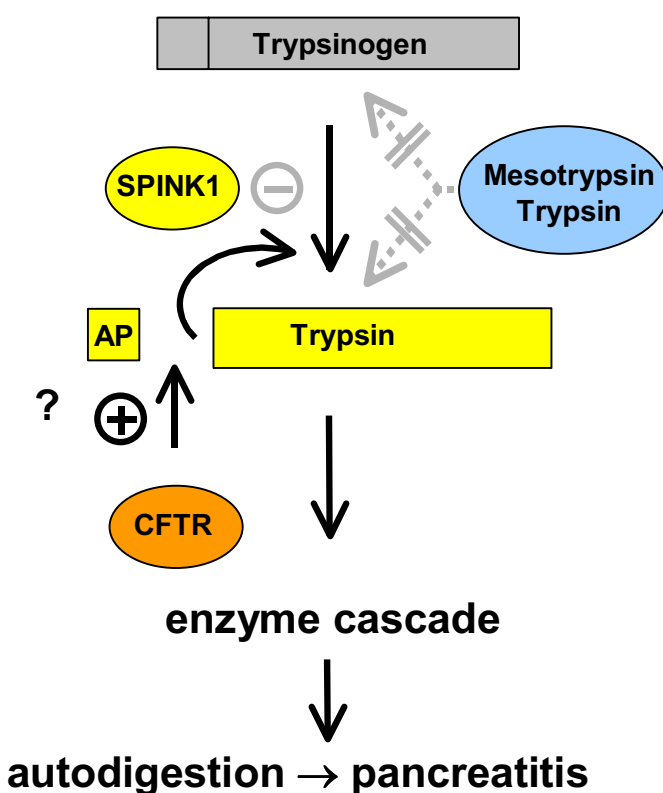 Trypsinogen
SPINK1
Mesotrypsin
Trypsin
AP
Trypsin
?
CFTR
enzyme cascade
autodigestion → pancreatitis